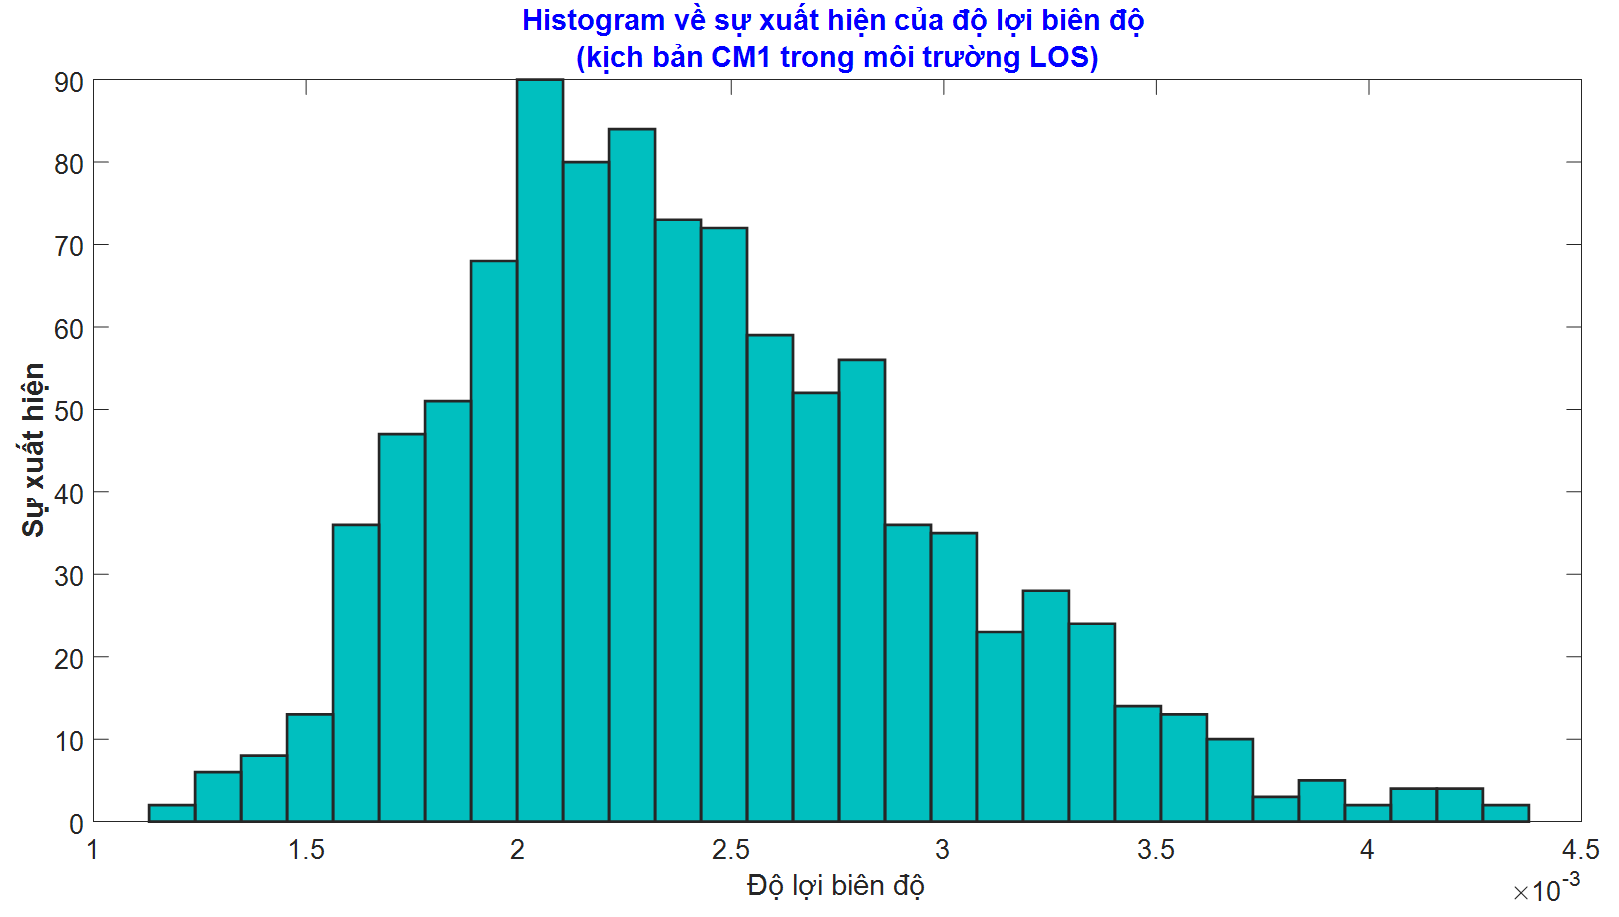 Histogram về sự xuất hiện của độ lợi biên độ
(kịch bản CM1 trong môi trường LOS)
90
80
70
60
50
40
30
20
10
0
Sự xuất hiện
1 1.5 2 2.5 3 3.5 4 4.5
Độ lợi biên độ
×10⁻³